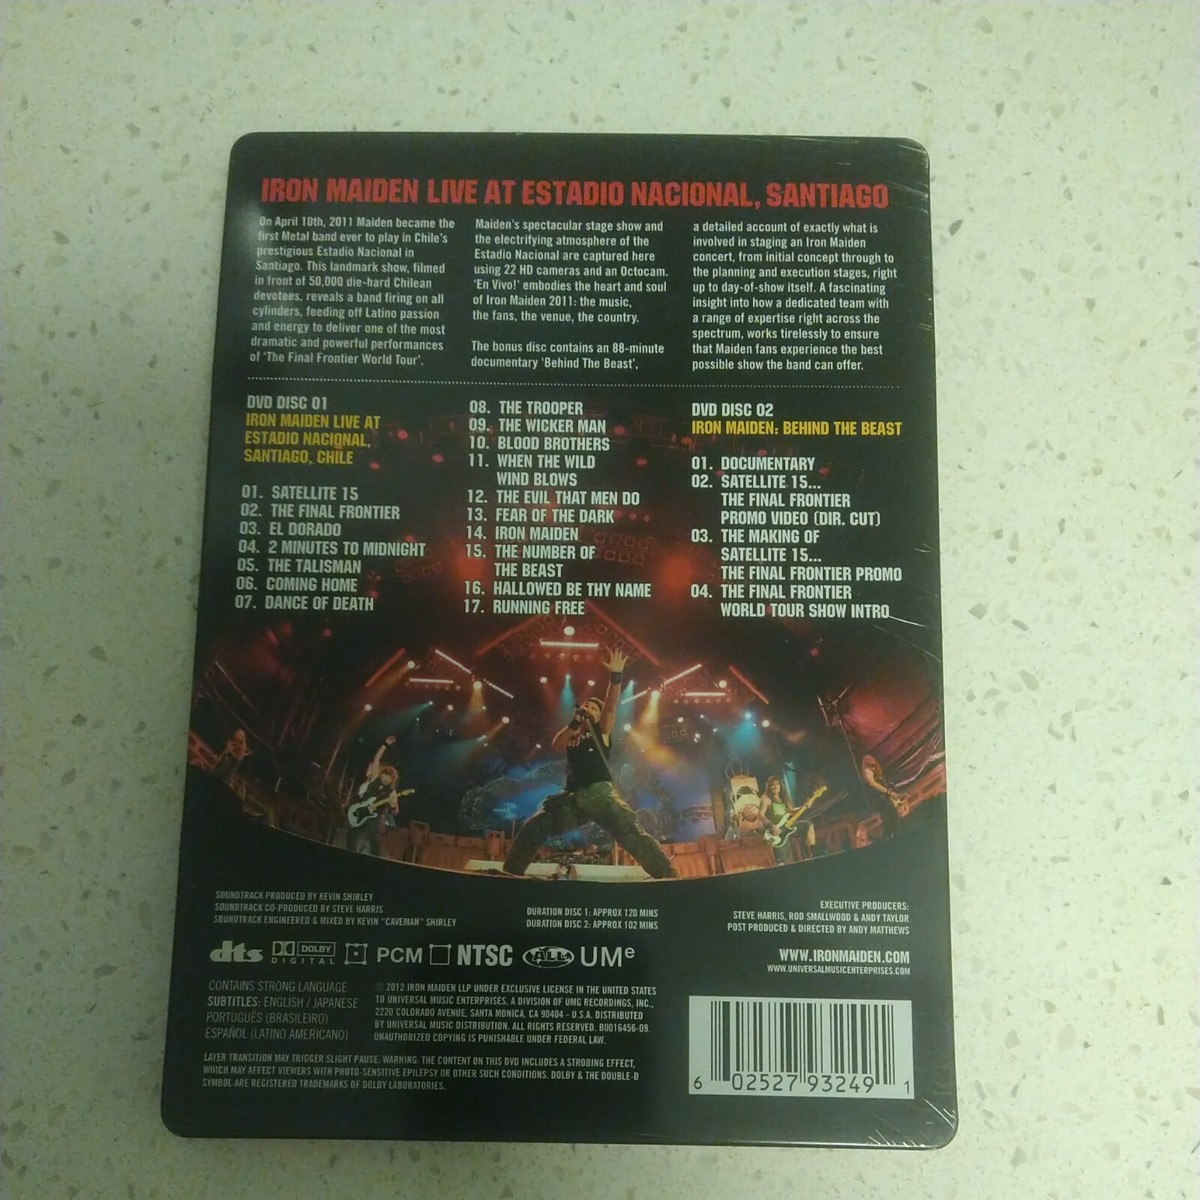 IRON MAIDEN LIVE AT ESTADIO NACIONAL, SANTIAGO
On April 10th, 2011 Maiden became the
first Metal band ever to play in Chile's
prestigious Estadio Nacional in
Santiago. This landmark show, filmed
in front of 50,000 die-hard Chilean
devotees, reveals a band firing on all
cylinders, feeding off Latino passion
and energy to deliver one of the most
dramatic and powerful performances
of 'The Final Frontier World Tour'.
Maiden's spectacular stage show and
the electrifying atmosphere of the
Estadio Nacional are captured here
using 22 HD cameras and an Octocam.
'En Vivo!' embodies the heart and soul
of Iron Maiden 2011: the music,
the fans, the venue, the country.
The bonus disc contains an 88-minute
documentary 'Behind The Beast',
a detailed account of exactly what is
involved in staging an Iron Maiden
concert, from initial concept through to
the planning and execution stages, right
up to day-of-show itself. A fascinating
insight into how a dedicated team with
a range of expertise right across the
spectrum, works tirelessly to ensure
that Maiden fans experience the best
possible show the band can offer.
DVD DISC 01
IRON MAIDEN LIVE AT
ESTADIO NACIONAL,
SANTIAGO, CHILE
01. SATELLITE 15
02. THE FINAL FRONTIER
03. EL DORADO
04. 2 MINUTES TO MIDNIGHT
05. THE TALISMAN
06. COMING HOME
07. DANCE OF DEATH
08. THE TROOPER
09. THE WICKER MAN
10. BLOOD BROTHERS
11. WHEN THE WILD
WIND BLOWS
12. THE EVIL THAT MEN DO
13. FEAR OF THE DARK
14. IRON MAIDEN
15. THE NUMBER OF
THE BEAST
16. HALLOWED BE THY NAME
17. RUNNING FREE
DVD DISC 02
IRON MAIDEN: BEHIND THE BEAST
01. DOCUMENTARY
02. SATELLITE 15...
THE FINAL FRONTIER
PROMO VIDEO (DIR. CUT)
03. THE MAKING OF
SATELLITE 15...
THE FINAL FRONTIER PROMO
04. THE FINAL FRONTIER
WORLD TOUR SHOW INTRO
SOUNDTRACK PRODUCED BY KEVIN SHIRLEY
SOUNDTRACK CO-PRODUCED BY STEVE HARRIS
SOUNDTRACK ENGINEERED & MIXED BY KEVIN "CAVEMAN" SHIRLEY
DURATION DISC 1: APPROX 120 MINS
DURATION DISC 2: APPROX 102 MINS
EXECUTIVE PRODUCERS:
STEVE HARRIS, ROD SMALLWOOD & ANDY TAYLOR
POST PRODUCED & DIRECTED BY ANDY MATTHEWS
dts DOLBY DIGITAL PCM NTSC ALL UMe
WWW.IRONMAIDEN.COM
WWW.UNIVERSALMUSICENTERPRISES.COM
CONTAINS STRONG LANGUAGE
SUBTITLES: ENGLISH / JAPANESE
PORTUGUÊS (BRASILEIRO)
ESPAÑOL (LATINO AMERICANO)
© 2012 IRON MAIDEN LLP UNDER EXCLUSIVE LICENSE IN THE UNITED STATES
TO UNIVERSAL MUSIC ENTERPRISES, A DIVISION OF UMG RECORDINGS, INC.,
2220 COLORADO AVENUE, SANTA MONICA, CA 90404 - U.S.A. DISTRIBUTED
BY UNIVERSAL MUSIC DISTRIBUTION. ALL RIGHTS RESERVED. B0016456-09.
UNAUTHORIZED COPYING IS PUNISHABLE UNDER FEDERAL LAW.
LAYER TRANSITION MAY TRIGGER SLIGHT PAUSE. WARNING: THE CONTENT ON THIS DVD INCLUDES A STROBING EFFECT,
WHICH MAY AFFECT VIEWERS WITH PHOTO-SENSITIVE EPILEPSY OR OTHER SUCH CONDITIONS. DOLBY & THE DOUBLE-D
SYMBOL ARE REGISTERED TRADEMARKS OF DOLBY LABORATORIES.
6 02527 93249 1